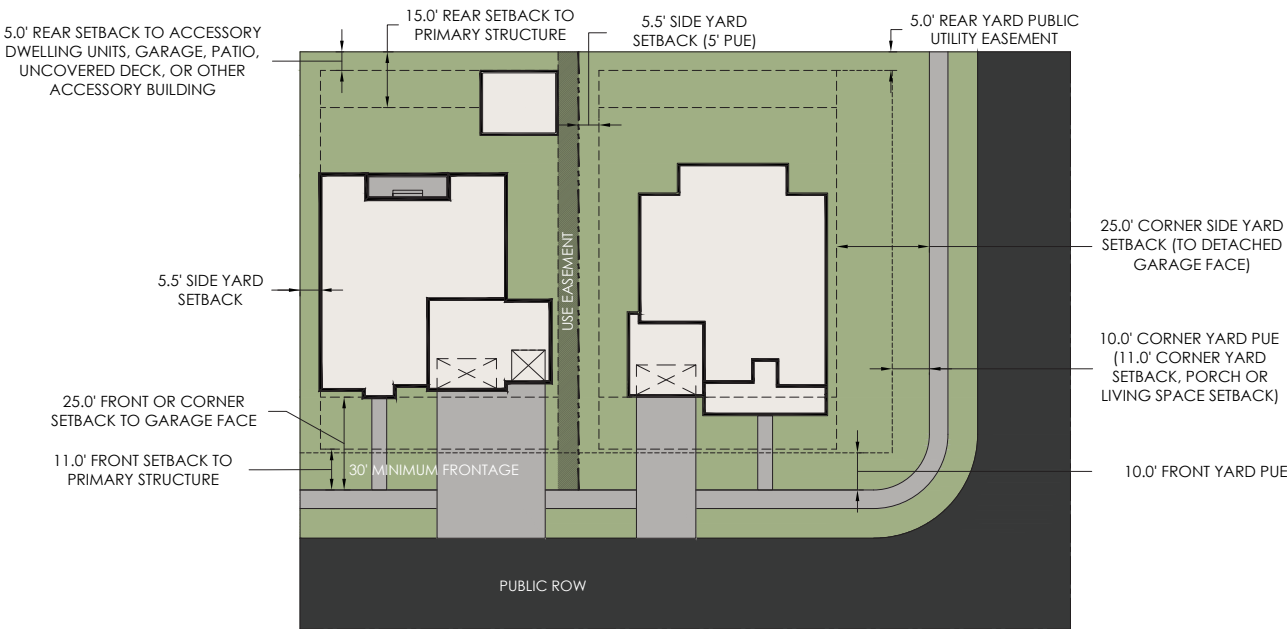 5.0' REAR SETBACK TO ACCESSORY
DWELLING UNITS, GARAGE, PATIO,
UNCOVERED DECK, OR OTHER
ACCESSORY BUILDING
15.0' REAR SETBACK TO
PRIMARY STRUCTURE
5.5' SIDE YARD
SETBACK (5' PUE)
5.0' REAR YARD PUBLIC
UTILITY EASEMENT
5.5' SIDE YARD
SETBACK
USE EASEMENT
25.0' CORNER SIDE YARD
SETBACK (TO DETACHED
GARAGE FACE)
10.0' CORNER YARD PUE
(11.0' CORNER YARD
SETBACK, PORCH OR
LIVING SPACE SETBACK)
25.0' FRONT OR CORNER
SETBACK TO GARAGE FACE
11.0' FRONT SETBACK TO
PRIMARY STRUCTURE
30' MINIMUM FRONTAGE
10.0' FRONT YARD PUE
PUBLIC ROW